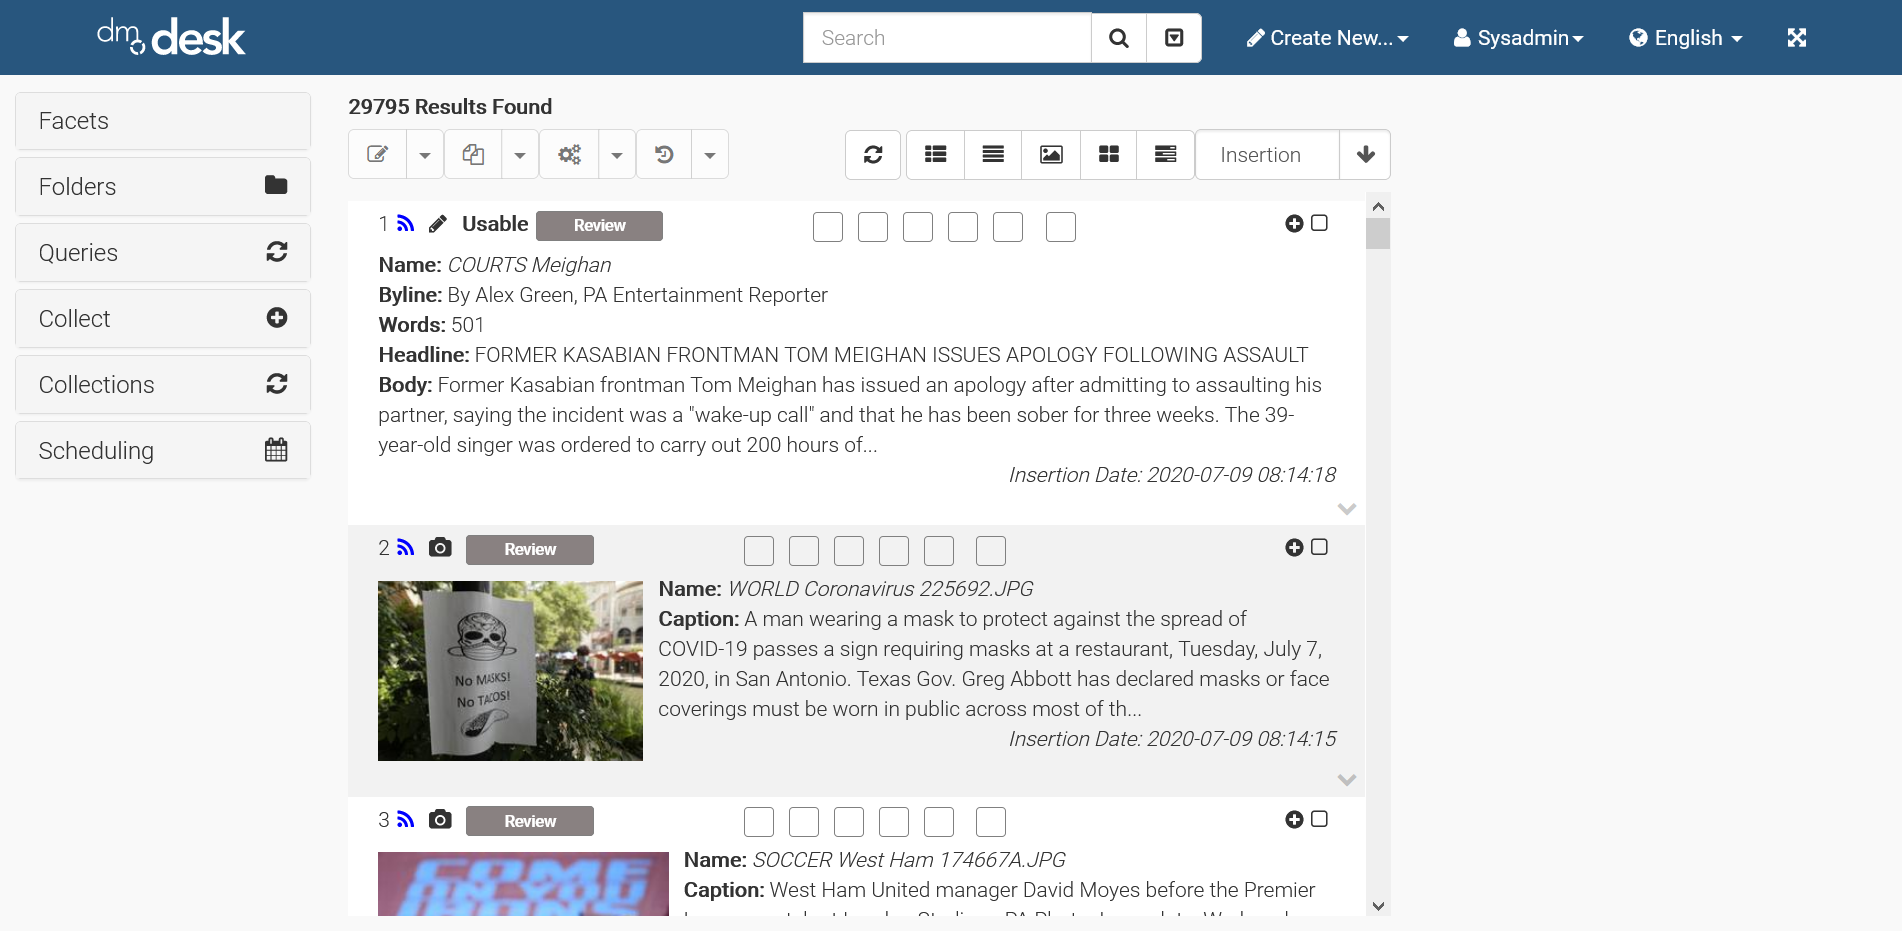 dm desk
Search
Create New...
Sysadmin
English
Facets
Folders
Queries
Collect
Collections
Scheduling
29795 Results Found
Insertion
1 Usable Review
Name: COURTS Meighan
Byline: By Alex Green, PA Entertainment Reporter
Words: 501
Headline: FORMER KASABIAN FRONTMAN TOM MEIGHAN ISSUES APOLOGY FOLLOWING ASSAULT
Body: Former Kasabian frontman Tom Meighan has issued an apology after admitting to assaulting his
partner, saying the incident was a "wake-up call" and that he has been sober for three weeks. The 39-
year-old singer was ordered to carry out 200 hours of...
Insertion Date: 2020-07-09 08:14:18
2 Review
No MASKS!
No TACOS!
Name: WORLD Coronavirus 225692.JPG
Caption: A man wearing a mask to protect against the spread of
COVID-19 passes a sign requiring masks at a restaurant, Tuesday, July 7,
2020, in San Antonio. Texas Gov. Greg Abbott has declared masks or face
coverings must be worn in public across most of th...
Insertion Date: 2020-07-09 08:14:15
3 Review
COME
ON YOU
IRONS
Name: SOCCER West Ham 174667A.JPG
Caption: West Ham United manager David Moyes before the Premier